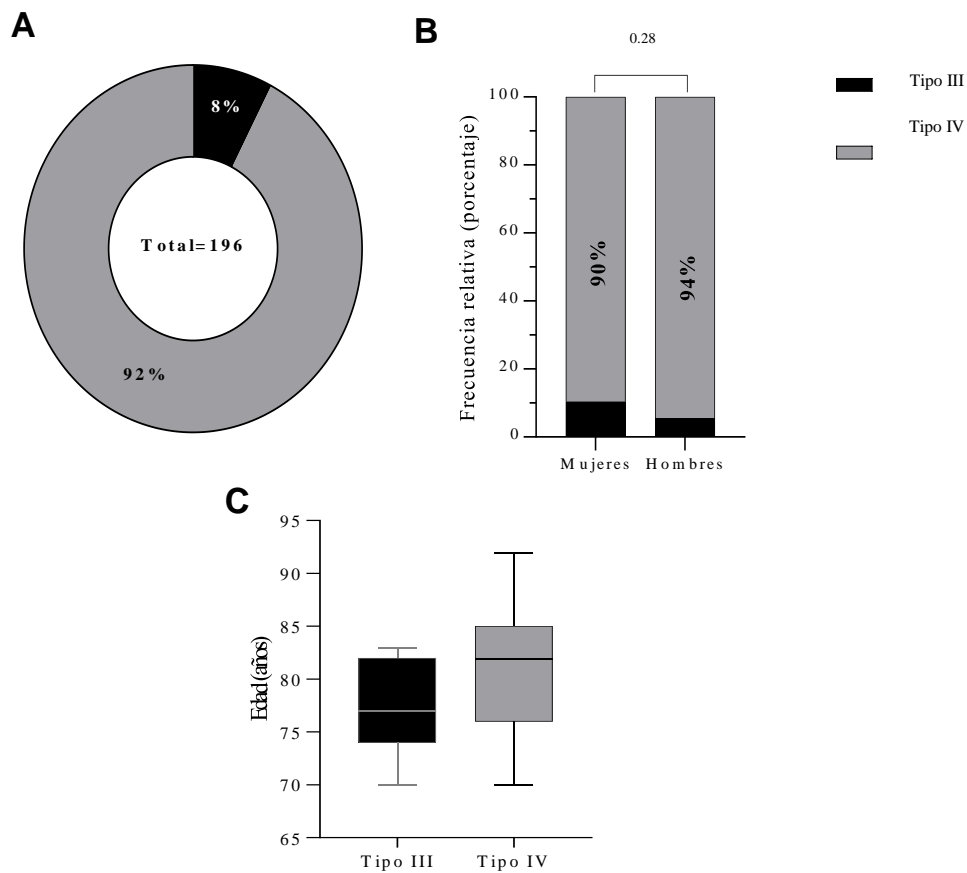 A
8%
Total=196
92%
B
0.28
Tipo III
Tipo IV
Frecuencia relativa (porcentaje)
100
80
60
40
20
0
90%
94%
Mujeres Hombres
C
Edad (años)
95
90
85
80
75
70
65
Tipo III Tipo IV